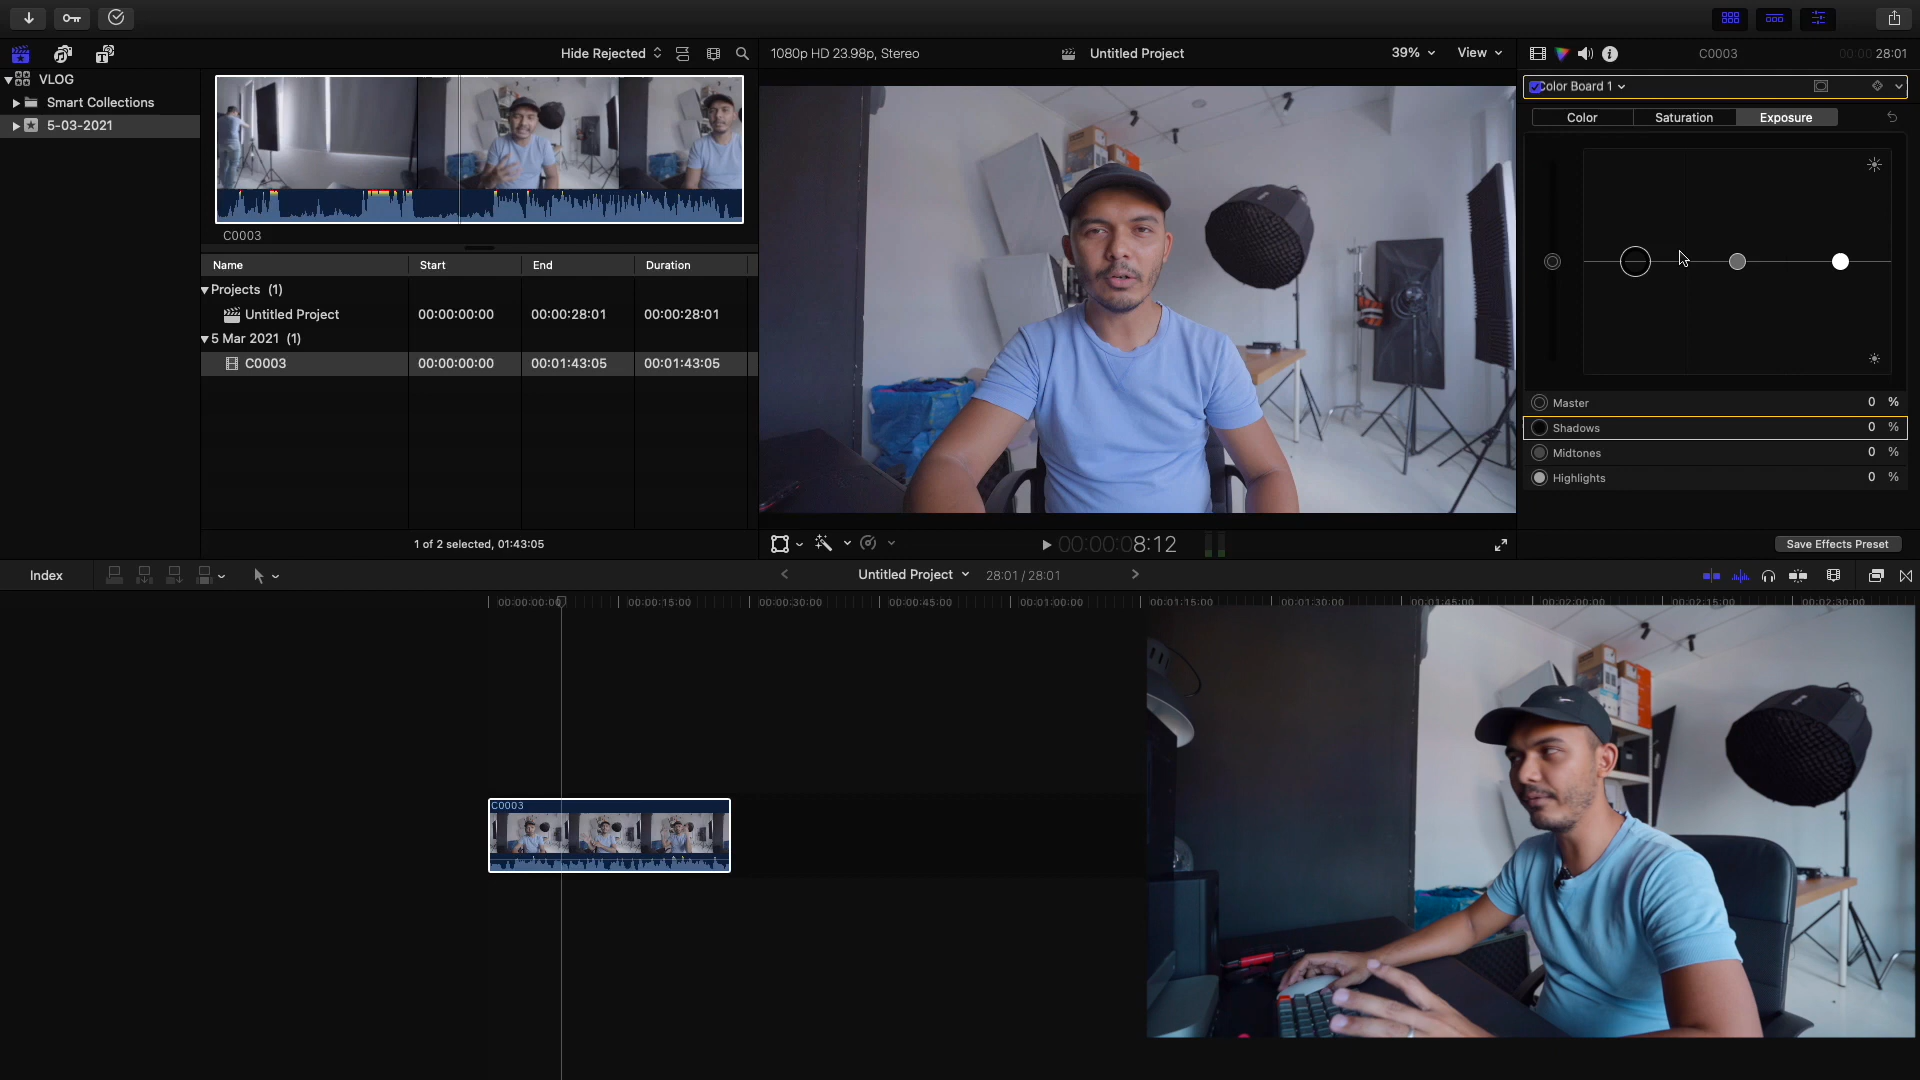 Hide Rejected
1080p HD 23.98p, Stereo
Untitled Project
39%
View
C0003
00:00:00:28:01
VLOG
Smart Collections
5-03-2021
Color Board 1
Color
Saturation
Exposure
C0003
Name
Start
End
Duration
Projects (1)
Untitled Project
00:00:00:00
00:00:28:01
00:00:28:01
5 Mar 2021 (1)
C0003
00:00:00:00
00:01:43:05
00:01:43:05
Master
0 %
Shadows
0 %
Midtones
0 %
Highlights
0 %
1 of 2 selected, 01:43:05
00:00:08:12
Save Effects Preset
Index
Untitled Project
28:01 / 28:01
00:00:00:00
00:00:15:00
00:00:30:00
00:00:45:00
00:01:00:00
00:01:15:00
00:01:30:00
00:01:45:00
00:02:00:00
00:02:15:00
00:02:30:00
C0003